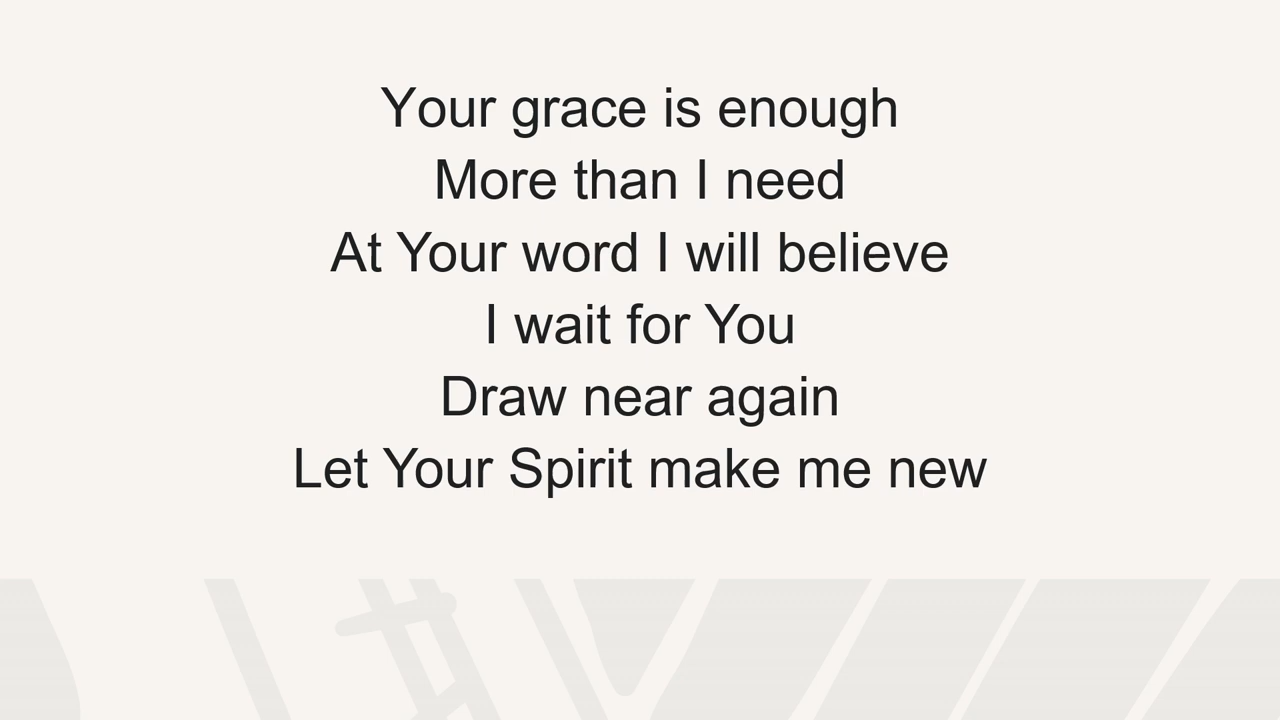 Your grace is enough
More than I need
At Your word I will believe
I wait for You
Draw near again
Let Your Spirit make me new